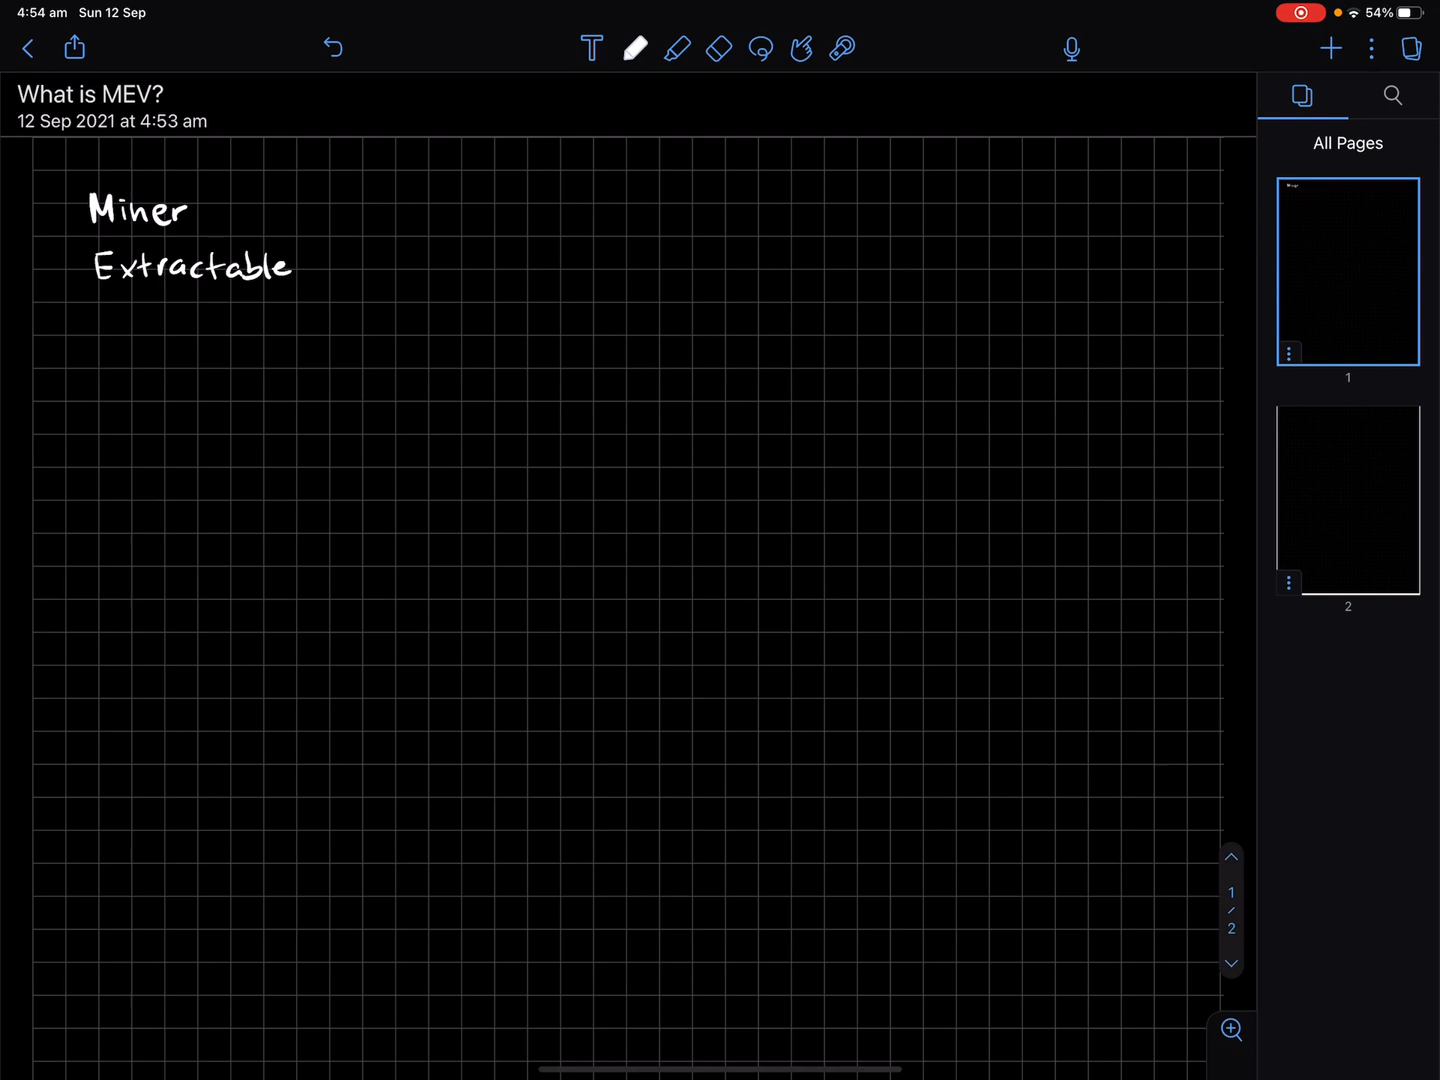 4:54 am Sun 12 Sep 54%
What is MEV?
12 Sep 2021 at 4:53 am
All Pages
Miner
Extractable
1
2
1
/
2